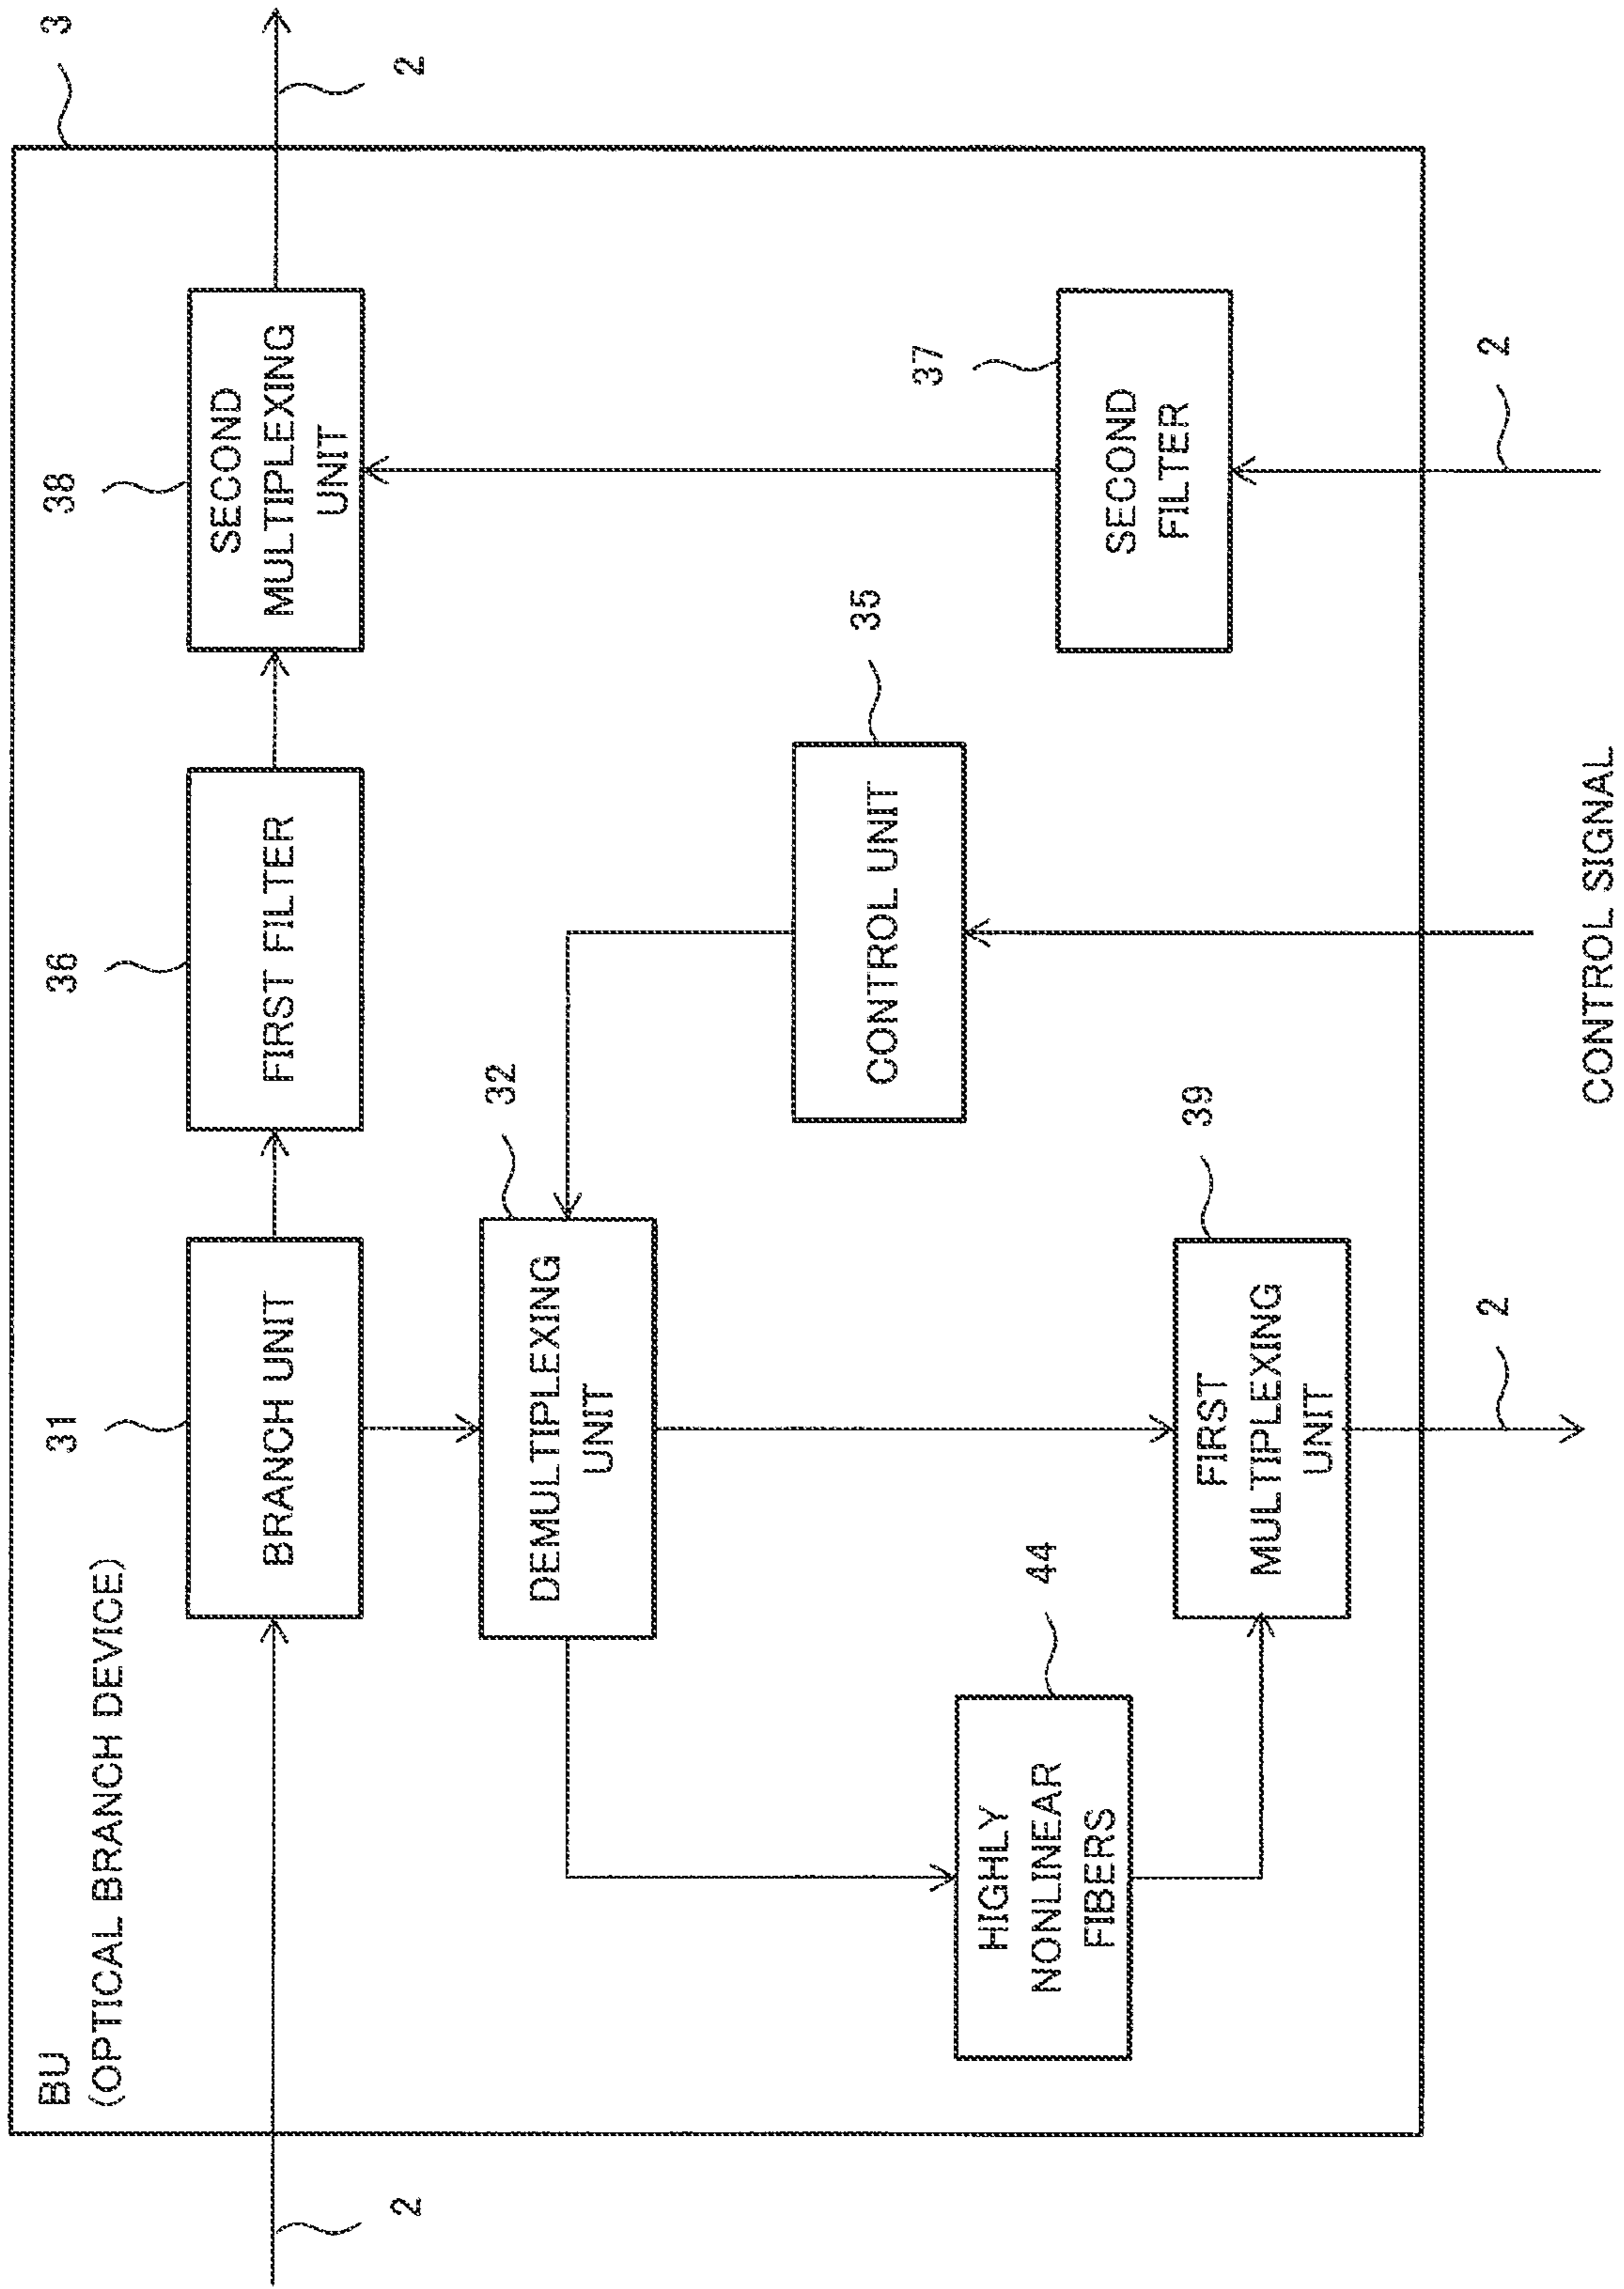 BU
(OPTICAL BRANCH DEVICE)
3
2
2
31
BRANCH UNIT
36
FIRST FILTER
38
SECOND
MULTIPLEXING
UNIT
32
DEMULTIPLEXING
UNIT
35
CONTROL UNIT
37
SECOND
FILTER
44
HIGHLY
NONLINEAR
FIBERS
39
FIRST
MULTIPLEXING
UNIT
2
2
CONTROL SIGNAL